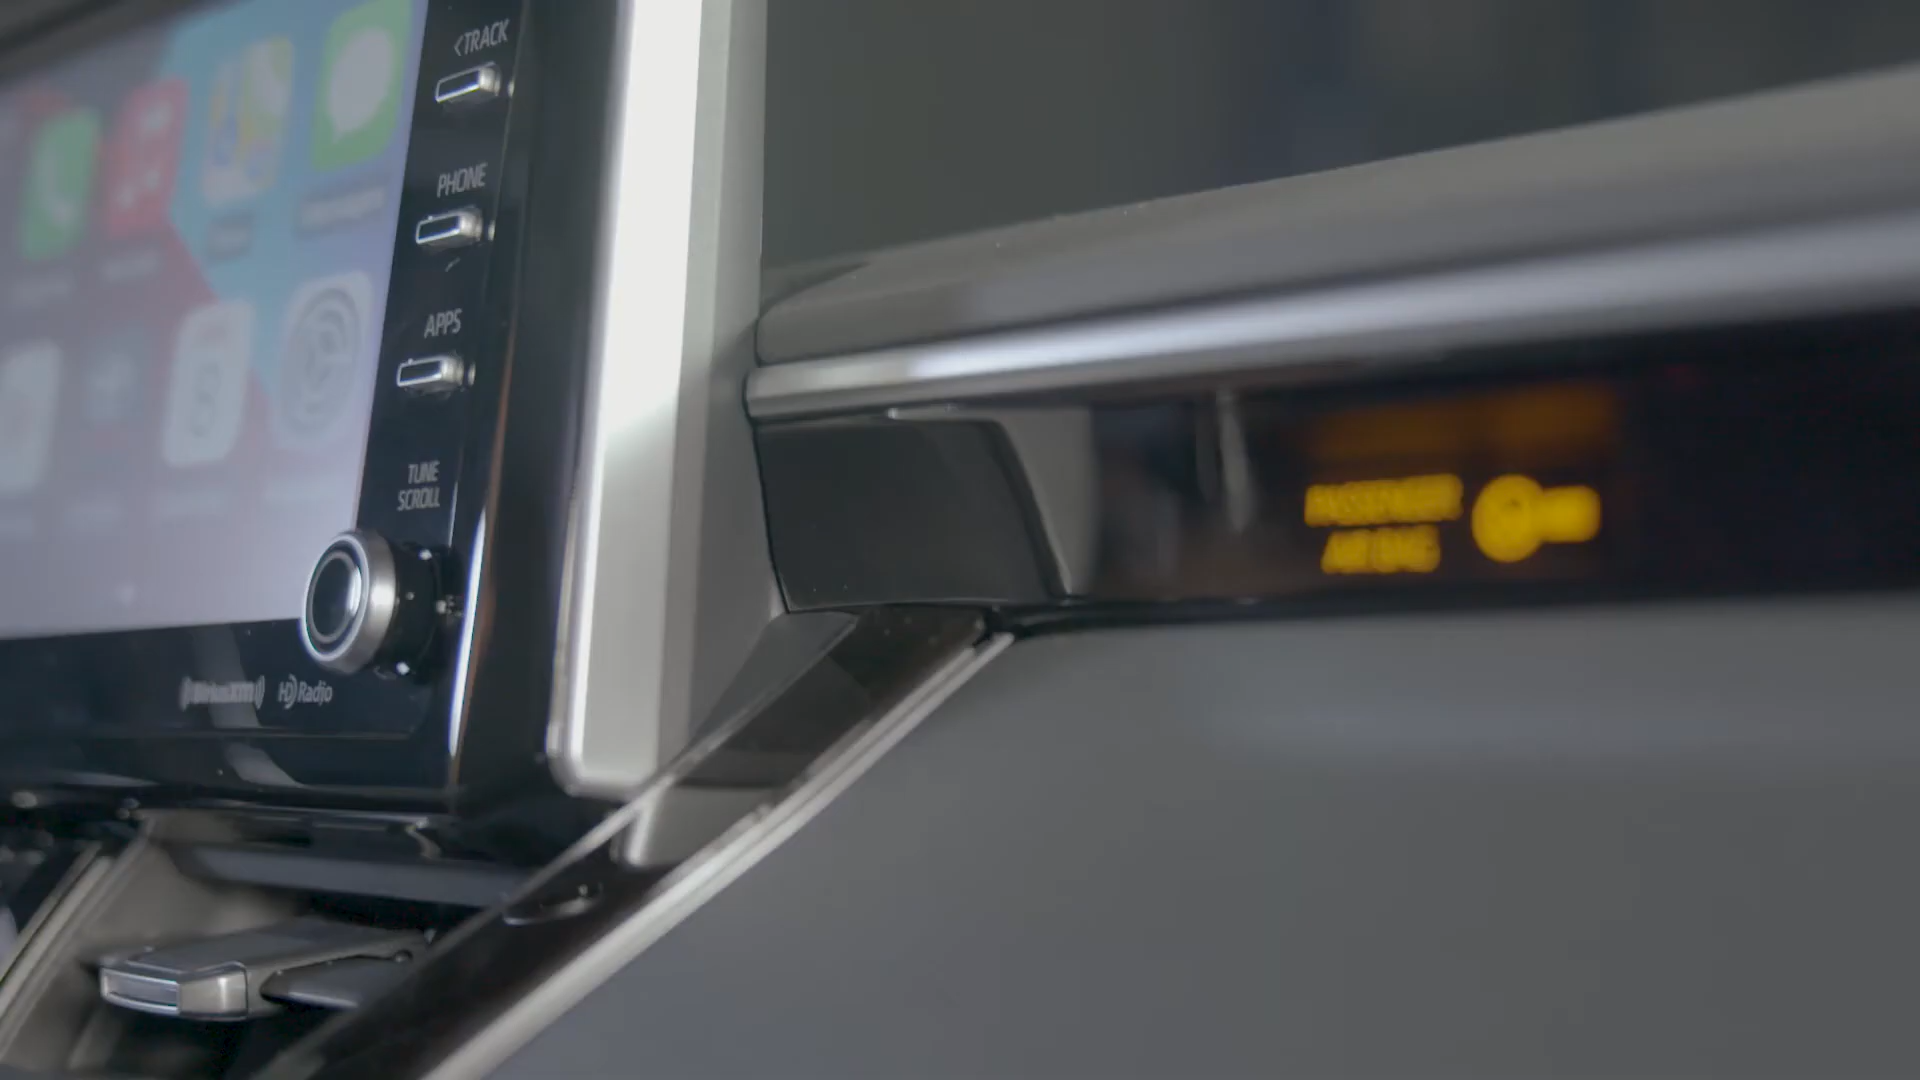 <TRACK
PHONE
APPS
TUNE
SCROLL
HD Radio
PASSENGER
AIR BAG